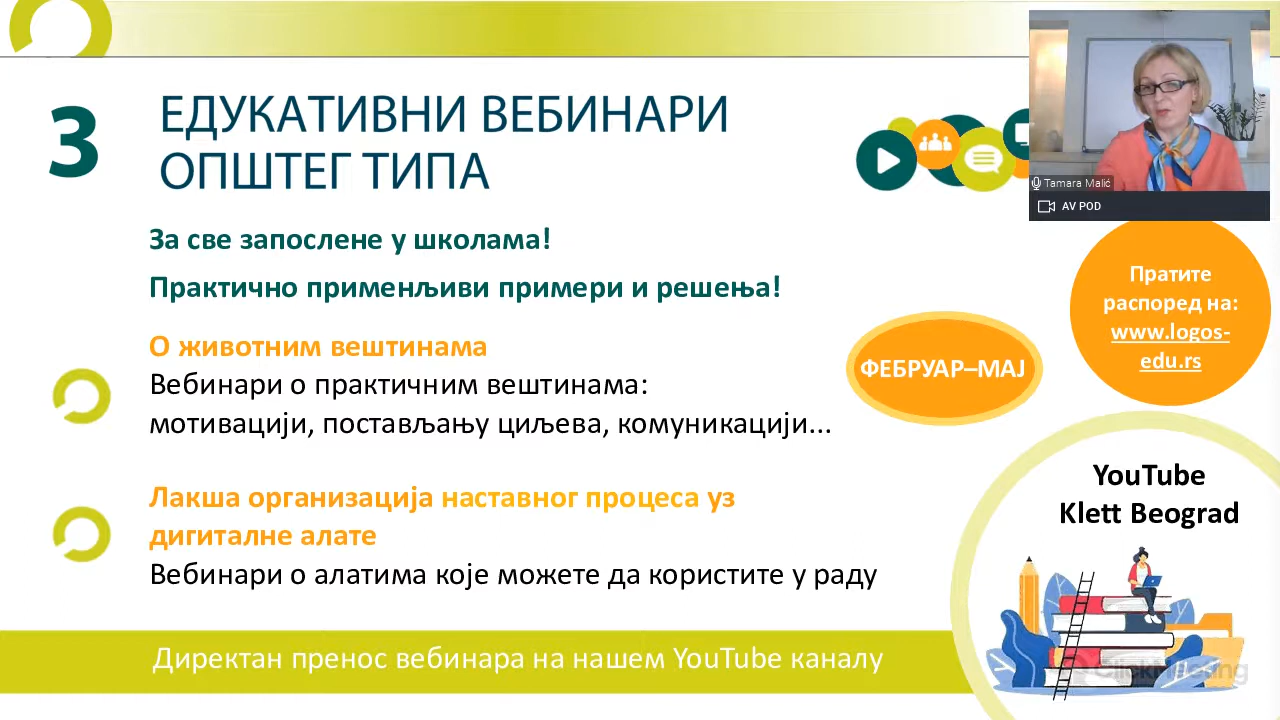 3
ЕДУКАТИВНИ ВЕБИНАРИ
ОПШТЕГ ТИПА
За све запослене у школама!
Практично применљиви примери и решења!
О животним вештинама
Вебинари о практичним вештинама:
мотивацији, постављању циљева, комуникацији...
Лакша организација наставног процеса уз
дигиталне алате
Вебинари о алатима које можете да користите у раду
Директан пренос вебинара на нашем YouTube каналу
ФЕБРУАР–МАЈ
Tamara Malić
AV POD
Пратите
распоред на:
www.logos-
edu.rs
YouTube
Klett Beograd
ClickMeeting